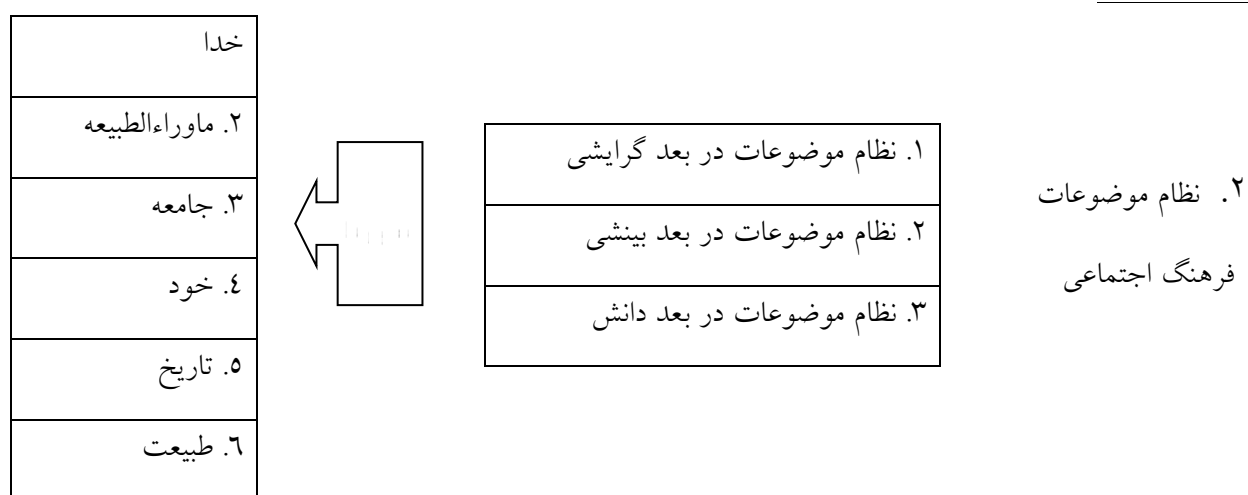 ۲. نظام موضوعات
فرهنگ اجتماعی
۱. نظام موضوعات در بعد گرایشی
۲. نظام موضوعات در بعد بینشی
۳. نظام موضوعات در بعد دانش
خدا
۲. ماوراءالطبیعه
۳. جامعه
٤. خود
٥. تاریخ
٦. طبیعت